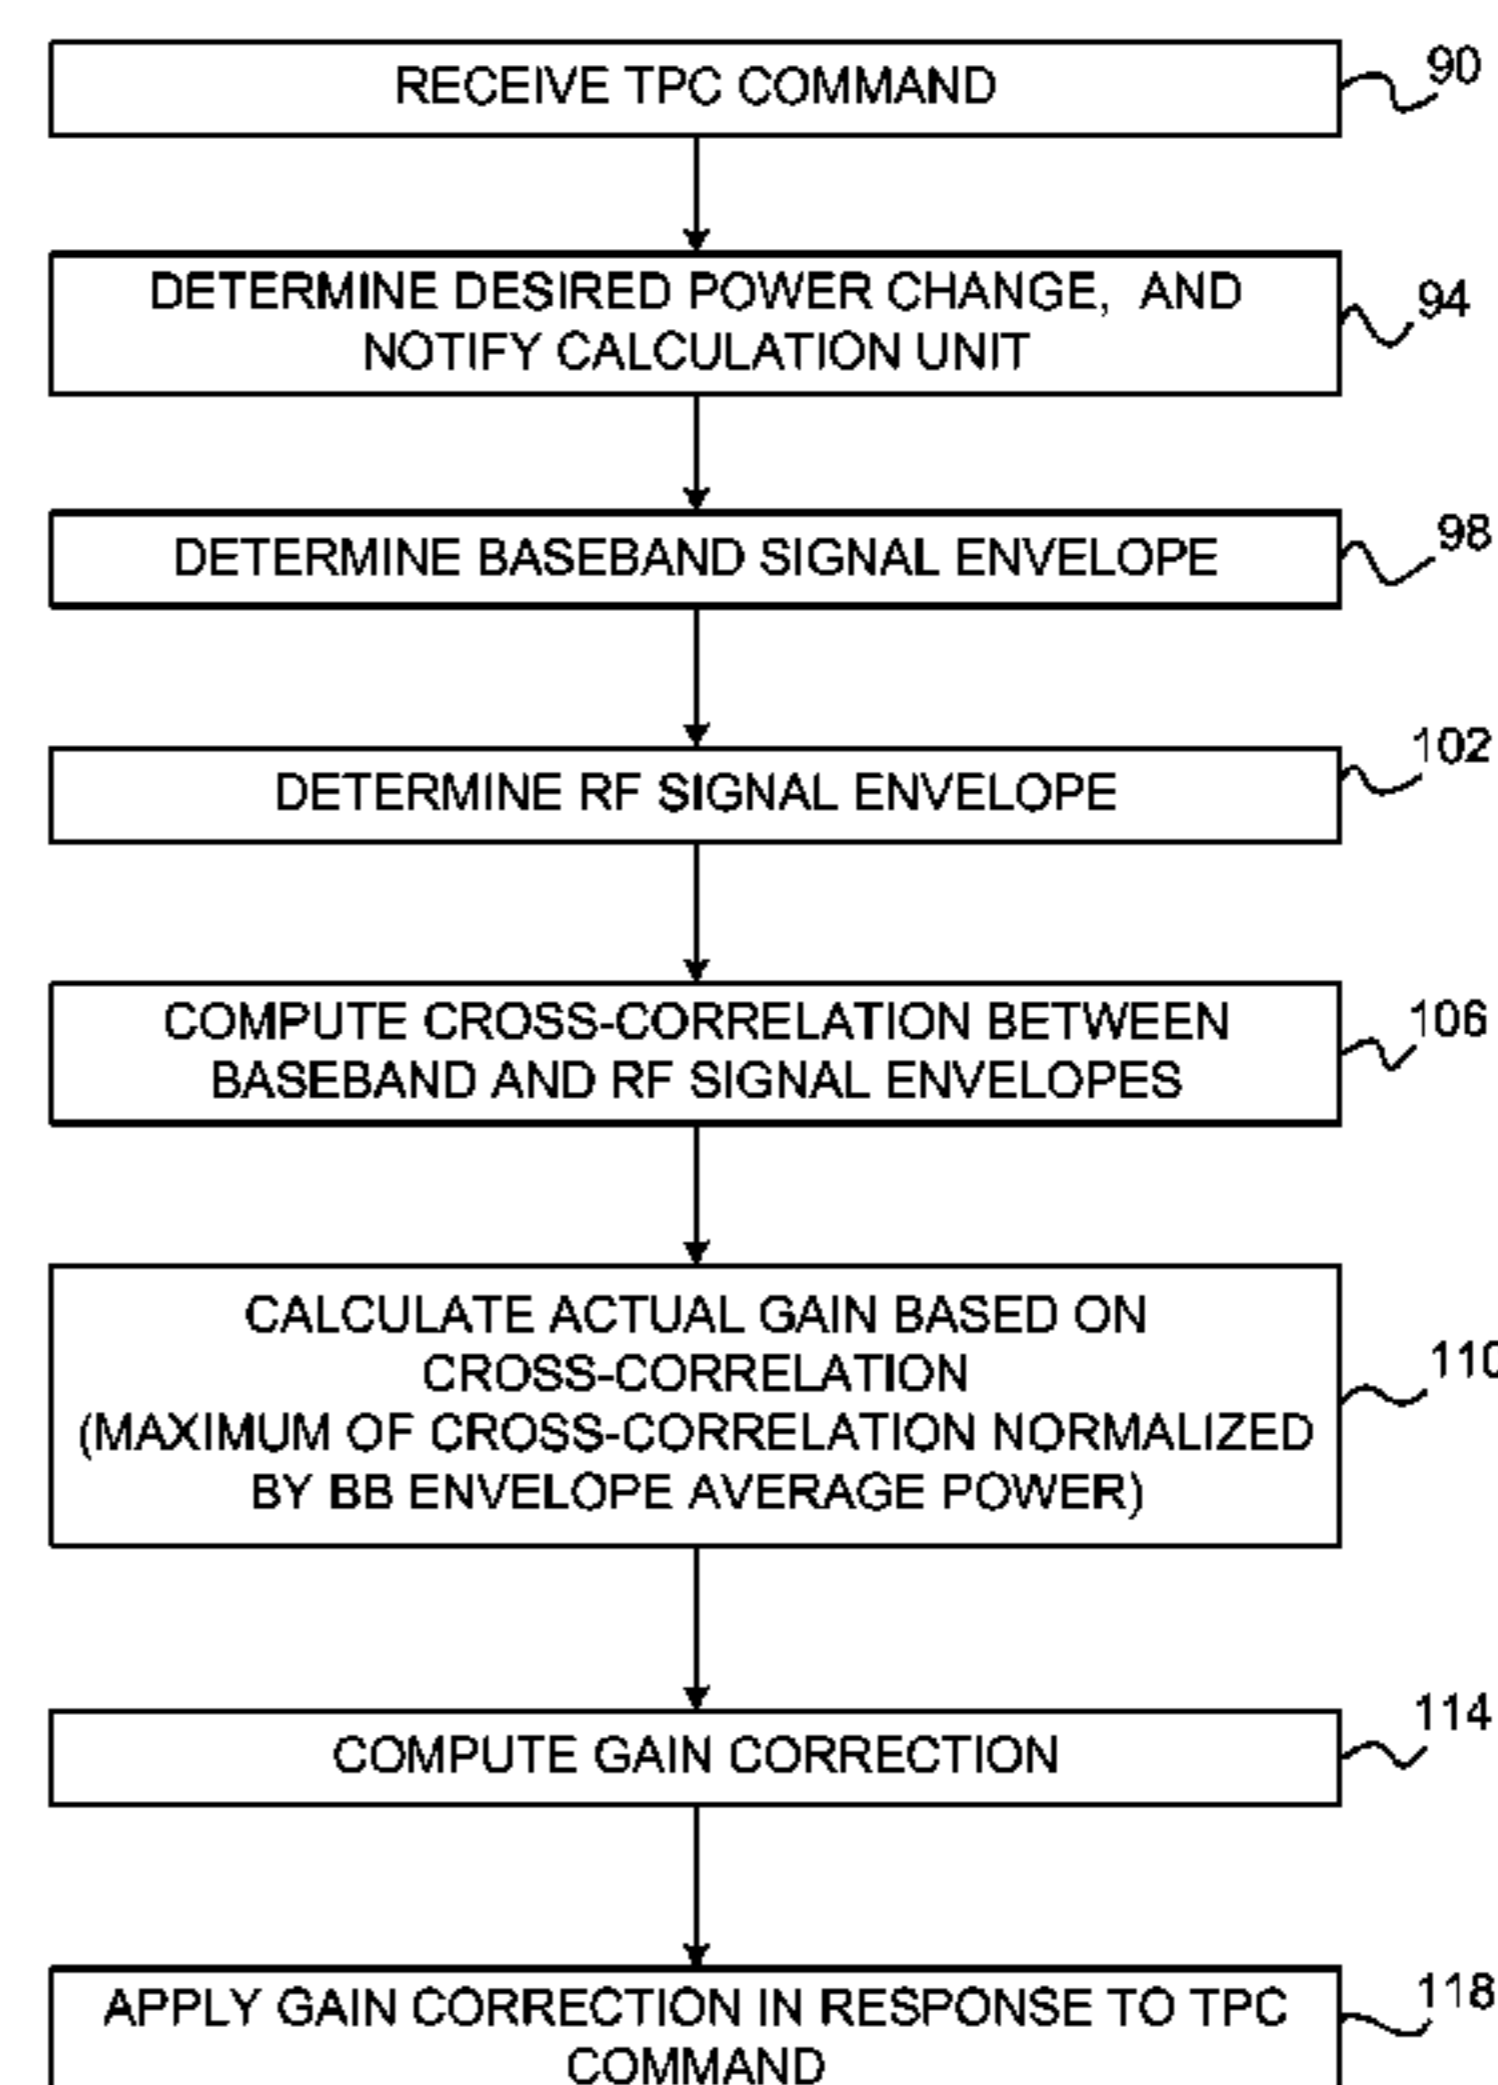 RECEIVE TPC COMMAND
90
DETERMINE DESIRED POWER CHANGE, AND
NOTIFY CALCULATION UNIT
94
DETERMINE BASEBAND SIGNAL ENVELOPE
98
DETERMINE RF SIGNAL ENVELOPE
102
COMPUTE CROSS-CORRELATION BETWEEN
BASEBAND AND RF SIGNAL ENVELOPES
106
CALCULATE ACTUAL GAIN BASED ON
CROSS-CORRELATION
(MAXIMUM OF CROSS-CORRELATION NORMALIZED
BY BB ENVELOPE AVERAGE POWER)
110
COMPUTE GAIN CORRECTION
114
APPLY GAIN CORRECTION IN RESPONSE TO TPC
COMMAND
118